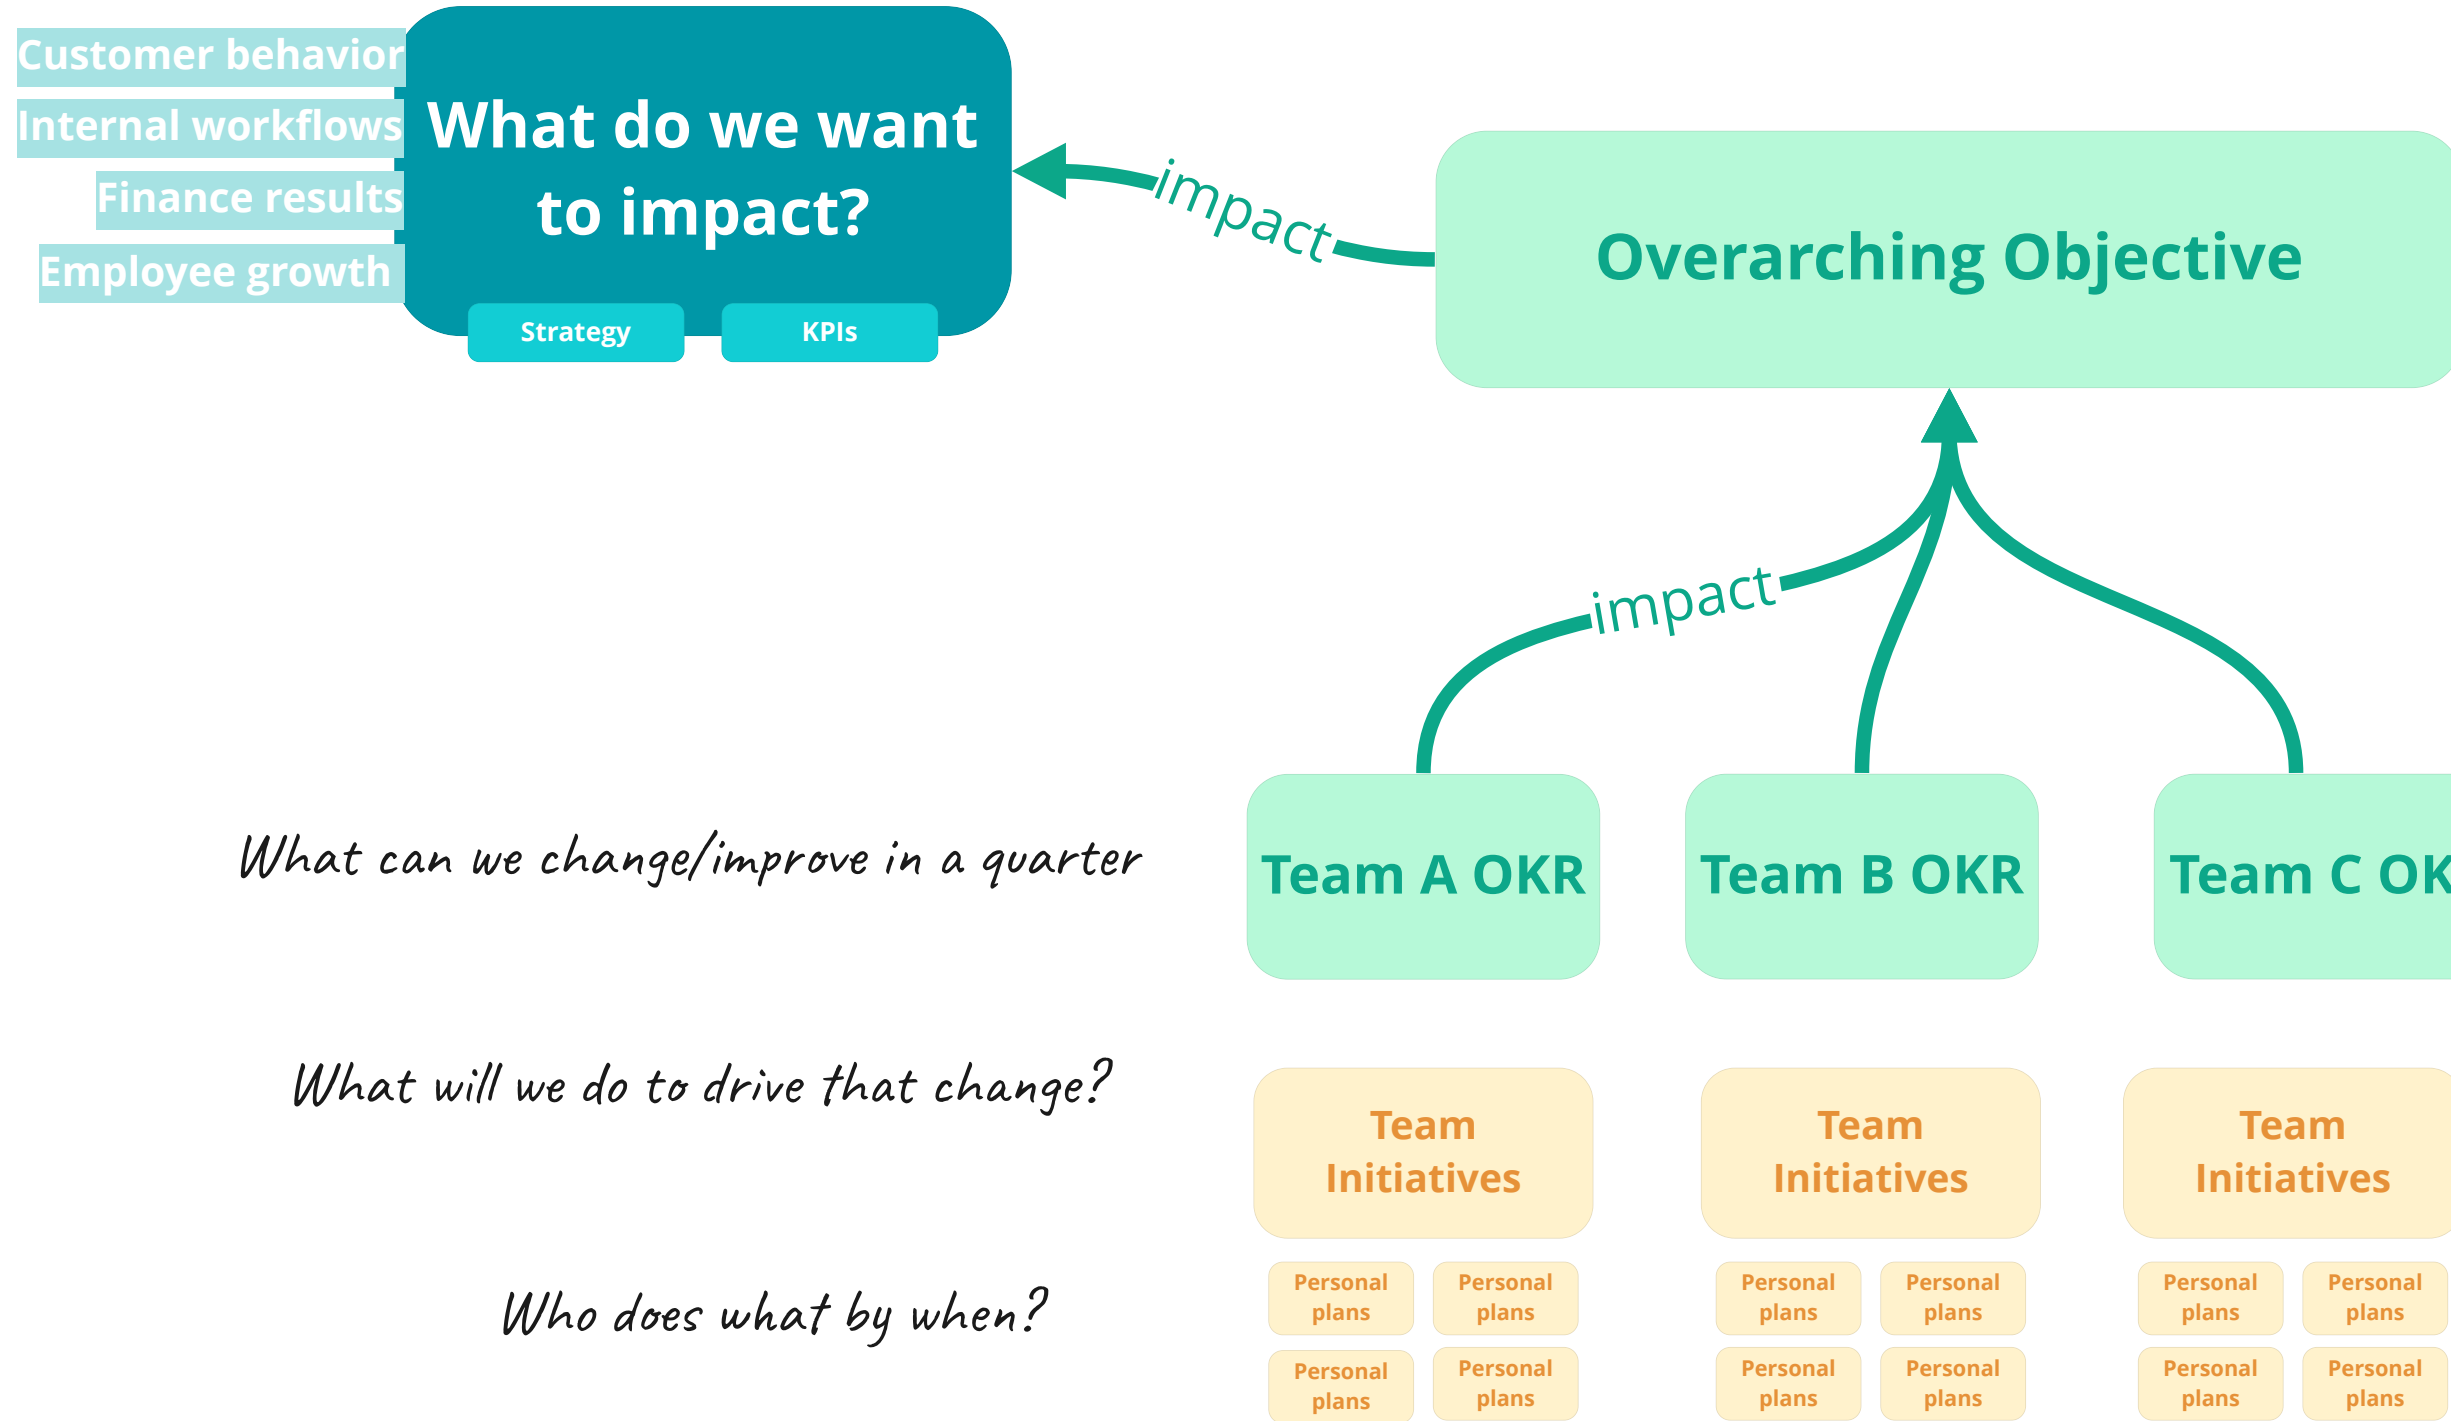 Customer behavior
Internal workflows
Finance results
Employee growth
What do we want
to impact?
Strategy
KPIs
impact
Overarching Objective
impact
What can we change/improve in a quarter
Team A OKR
Team B OKR
Team C OK
What will we do to drive that change?
Team
Initiatives
Team
Initiatives
Team
Initiatives
Who does what by when?
Personal
plans
Personal
plans
Personal
plans
Personal
plans
Personal
plans
Personal
plans
Personal
plans
Personal
plans
Personal
plans
Personal
plans
Personal
plans
Personal
plans